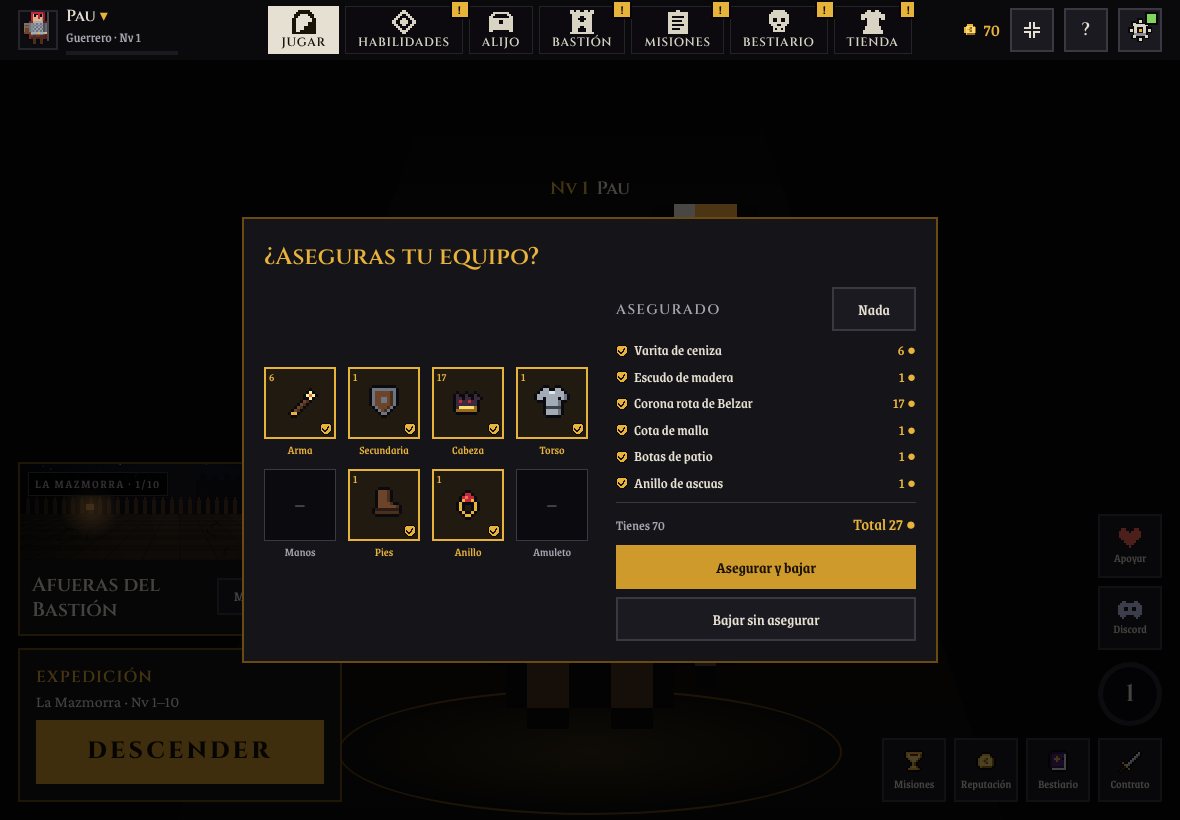 Pau ▾
Guerrero · Nv 1
JUGAR
HABILIDADES
!
ALIJO
BASTIÓN
!
MISIONES
!
BESTIARIO
!
TIENDA
!
70
?
Nv 1 Pau
¿Aseguras tu equipo?
ASEGURADO
Nada
6
1
17
1
Arma
Secundaria
Cabeza
Torso
–
1
1
–
Manos
Pies
Anillo
Amuleto
Varita de ceniza 6
Escudo de madera 1
Corona rota de Belzar 17
Cota de malla 1
Botas de patio 1
Anillo de ascuas 1
Tienes 70 Total 27
Asegurar y bajar
Bajar sin asegurar
LA MAZMORRA · 1/10
Afueras del
Bastión
M
EXPEDICIÓN
La Mazmorra · Nv 1–10
DESCENDER
Apoyar
Discord
1
Misiones
Reputación
Bestiario
Contrato